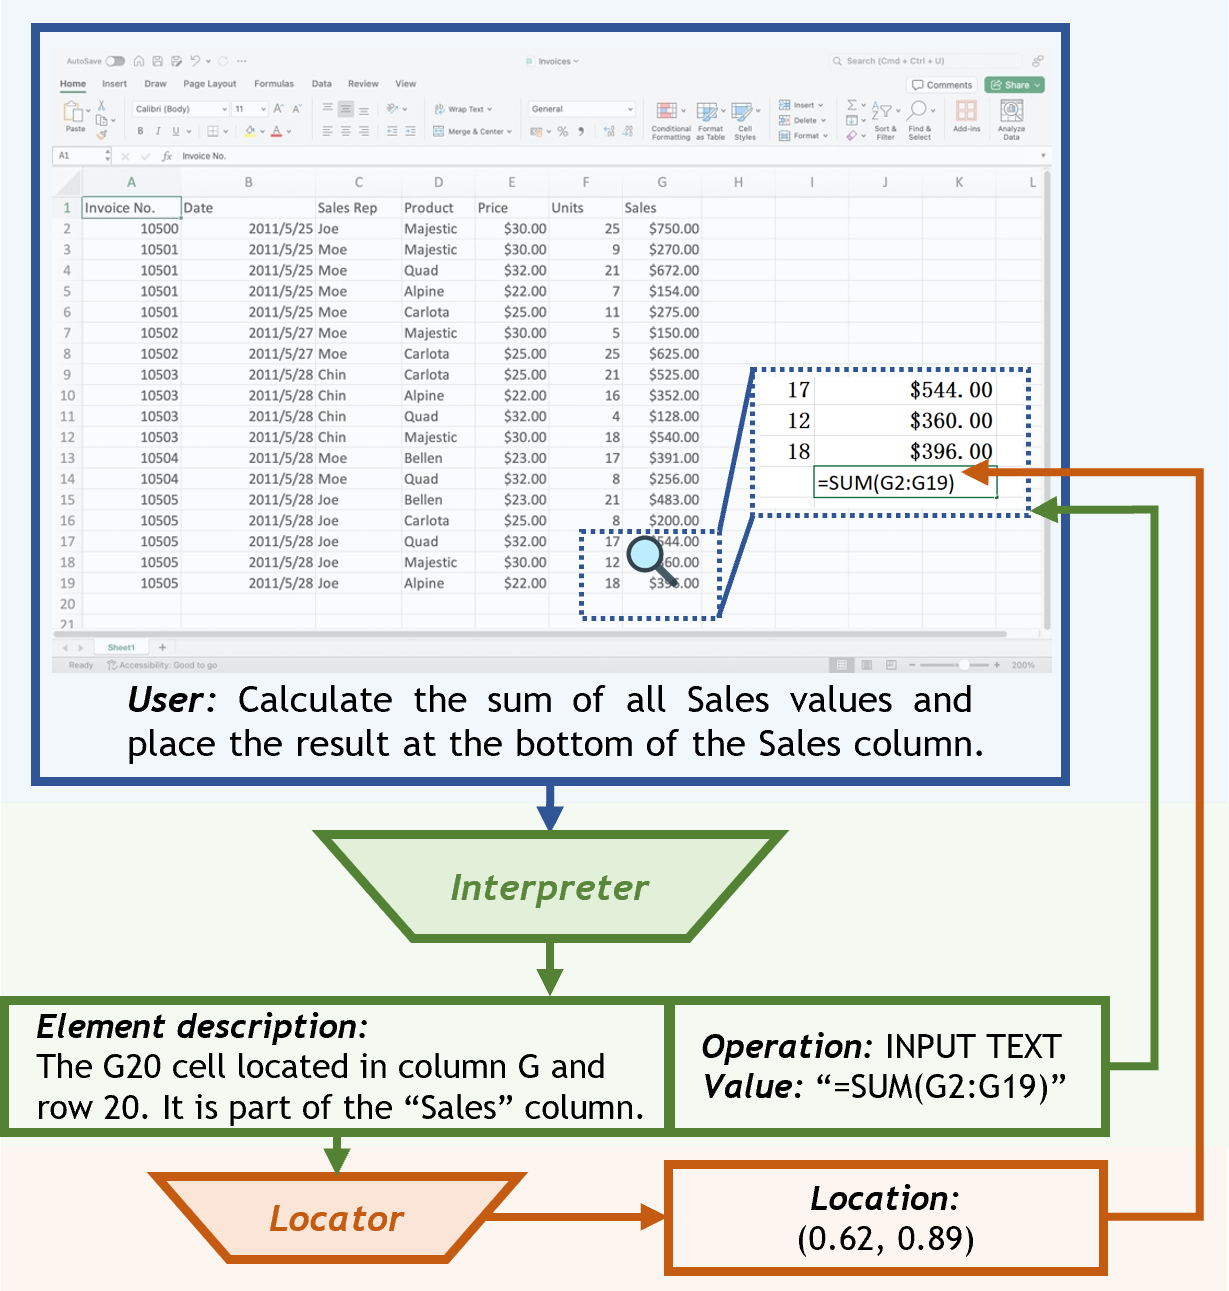 AutoSave
Invoices
Search (Cmd + Ctrl + U)
Home Insert Draw Page Layout Formulas Data Review View
Comments
Share
Paste
Calibri (Body) 11
B I U
Wrap Text
Merge & Center
General
Conditional Formatting
Format as Table
Cell Styles
Insert
Delete
Format
Sort & Filter
Find & Select
Add-ins
Analyze Data
A1 fx Invoice No.
A B C D E F G H I J K L
1 Invoice No. Date Sales Rep Product Price Units Sales
2 10500 2011/5/25 Joe Majestic $30.00 25 $750.00
3 10501 2011/5/25 Moe Majestic $30.00 9 $270.00
4 10501 2011/5/25 Moe Quad $32.00 21 $672.00
5 10501 2011/5/25 Moe Alpine $22.00 7 $154.00
6 10501 2011/5/25 Moe Carlota $25.00 11 $275.00
7 10502 2011/5/27 Moe Majestic $30.00 5 $150.00
8 10502 2011/5/27 Moe Carlota $25.00 25 $625.00
9 10503 2011/5/28 Chin Carlota $25.00 21 $525.00
10 10503 2011/5/28 Chin Alpine $22.00 16 $352.00
11 10503 2011/5/28 Chin Quad $32.00 4 $128.00
12 10503 2011/5/28 Chin Majestic $30.00 18 $540.00
13 10504 2011/5/28 Moe Bellen $23.00 17 $391.00
14 10504 2011/5/28 Moe Quad $32.00 8 $256.00
15 10505 2011/5/28 Joe Bellen $23.00 21 $483.00
16 10505 2011/5/28 Joe Carlota $25.00 8 $200.00
17 10505 2011/5/28 Joe Quad $32.00 17
18 10505 2011/5/28 Joe Majestic $30.00 12
19 10505 2011/5/28 Joe Alpine $22.00 18
20
21
17 $544.00
12 $360.00
18 $396.00
=SUM(G2:G19)
Sheet1 +
Ready Accessibility: Good to go
200%
User: Calculate the sum of all Sales values and
place the result at the bottom of the Sales column.
Interpreter
Element description:
The G20 cell located in column G and
row 20. It is part of the “Sales” column.
Operation: INPUT TEXT
Value: “=SUM(G2:G19)”
Locator
Location:
(0.62, 0.89)